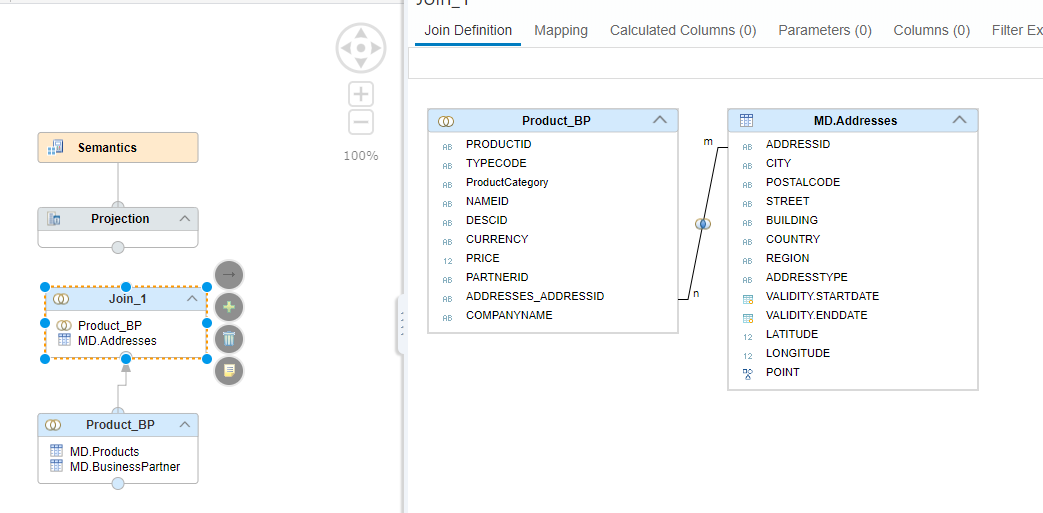 Join_1
Join Definition Mapping Calculated Columns (0) Parameters (0) Columns (0) Filter Ex
100%
Semantics
Projection
Join_1
Product_BP
MD.Addresses
Product_BP
MD.Products
MD.BusinessPartner
Product_BP
AB PRODUCTID
AB TYPECODE
AB ProductCategory
AB NAMEID
AB DESCID
AB CURRENCY
12 PRICE
AB PARTNERID
AB ADDRESSES_ADDRESSID
AB COMPANYNAME
m
n
MD.Addresses
AB ADDRESSID
AB CITY
AB POSTALCODE
AB STREET
AB BUILDING
AB COUNTRY
AB REGION
AB ADDRESSTYPE
VALIDITY.STARTDATE
VALIDITY.ENDDATE
12 LATITUDE
12 LONGITUDE
POINT